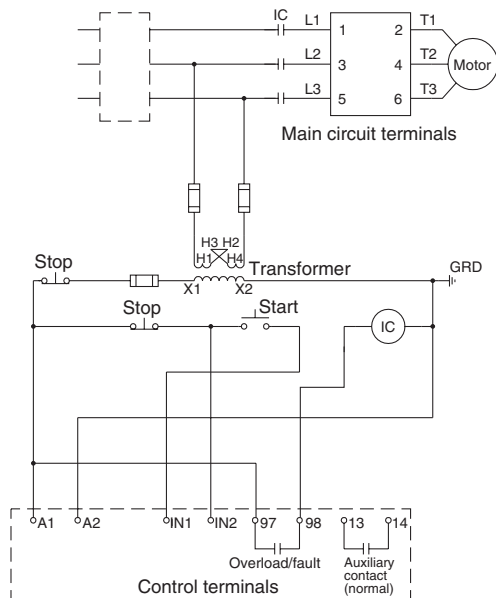 IC L1 1 2 T1
L2 3 4 T2 Motor
L3 5 6 T3
Main circuit terminals
H3 H2
H1 H4
Stop Transformer GRD
X1 X2
Stop Start IC
A1 A2 IN1 IN2 97 98 13 14
Overload/fault Auxiliary
contact
(normal)
Control terminals